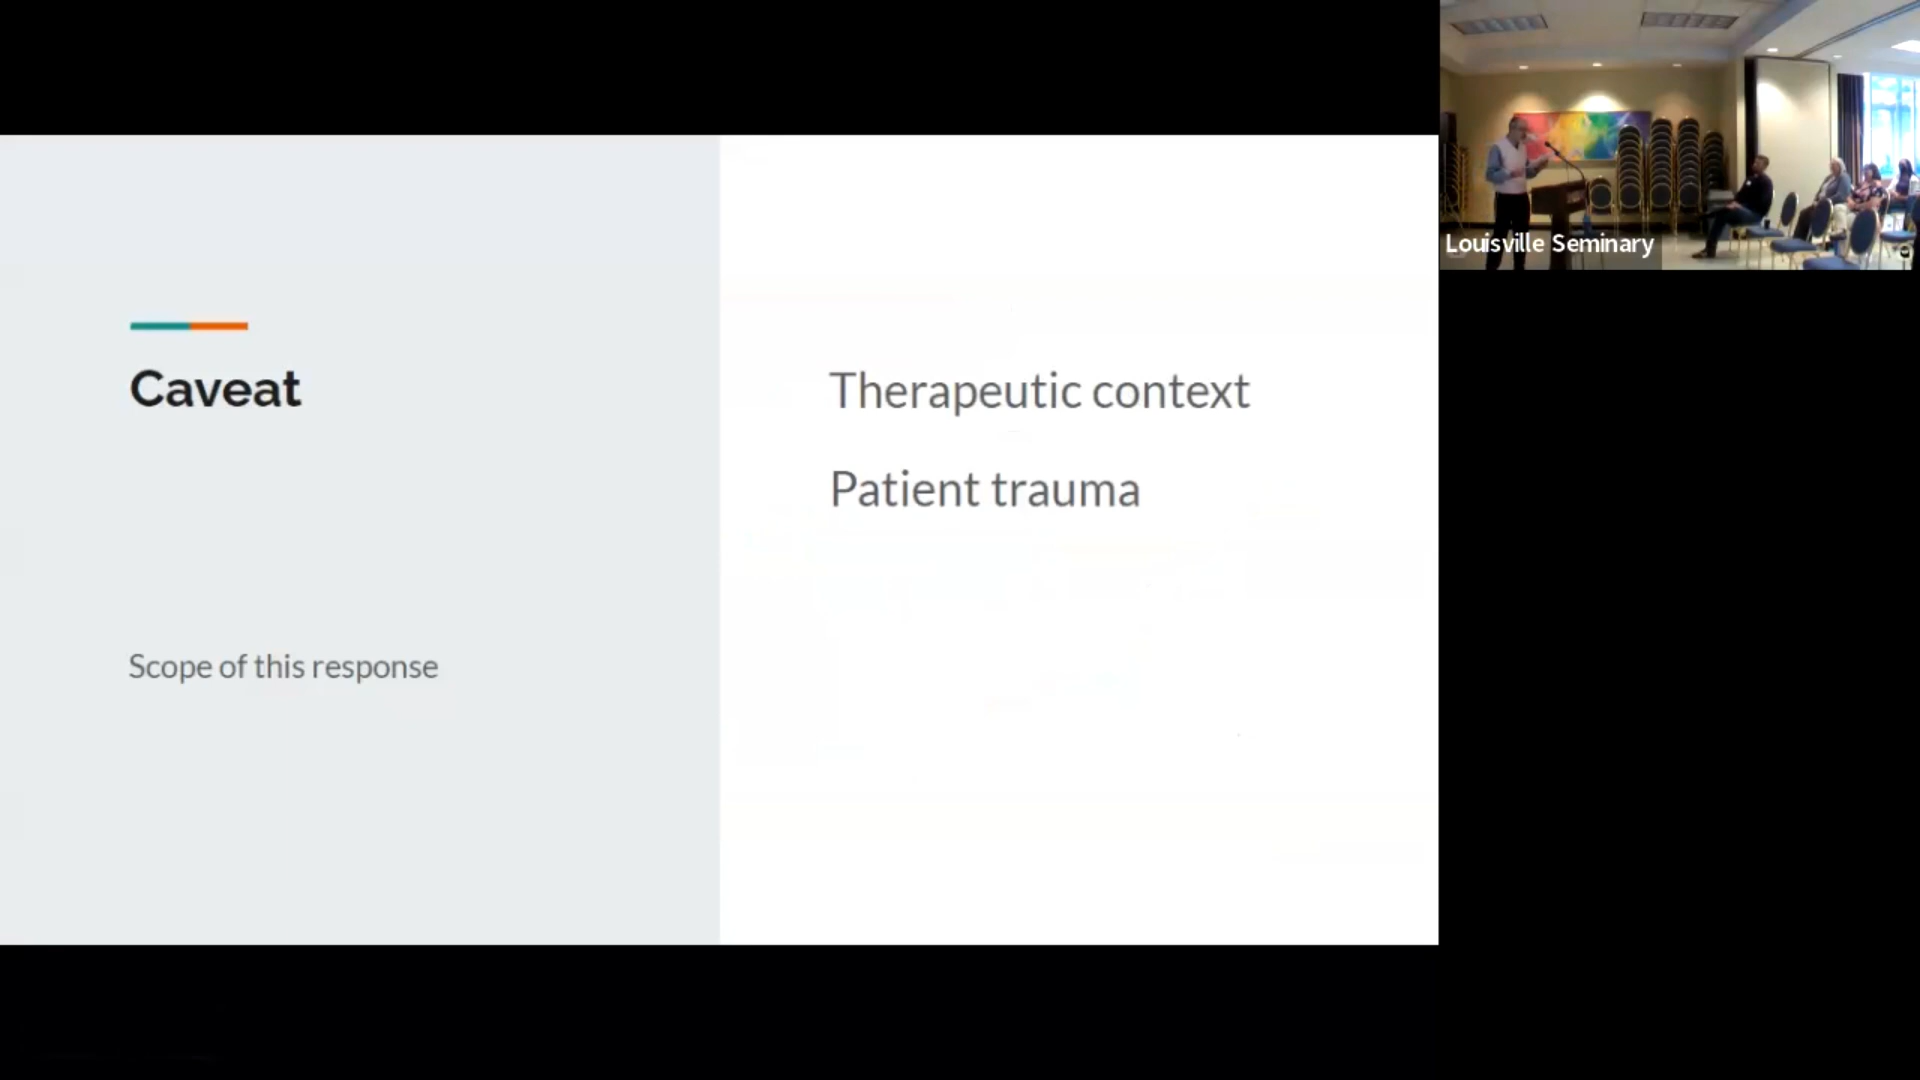 Caveat
Scope of this response
Therapeutic context
Patient trauma
Louisville Seminary